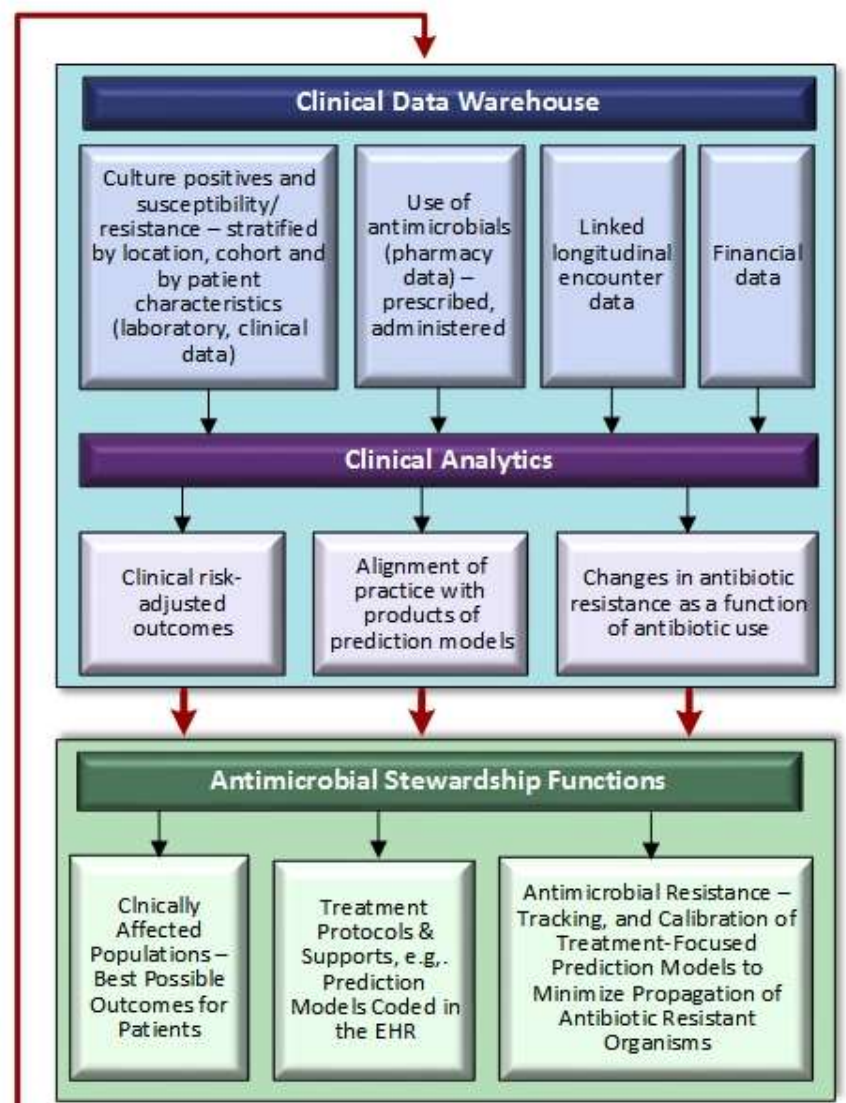 Clinical Data Warehouse
Culture positives and
susceptibility/
resistance – stratified
by location, cohort and
by patient
characteristics
(laboratory, clinical
data)
Use of
antimicrobials
(pharmacy
data) –
prescribed,
administered
Linked
longitudinal
encounter
data
Financial
data
Clinical Analytics
Clinical risk-
adjusted
outcomes
Alignment of
practice with
products of
prediction models
Changes in antibiotic
resistance as a function
of antibiotic use
Antimicrobial Stewardship Functions
Clnically
Affected
Populations –
Best Possible
Outcomes for
Patients
Treatment
Protocols &
Supports, e.g,.
Prediction
Models Coded in
the EHR
Antimicrobial Resistance –
Tracking, and Calibration of
Treatment-Focused
Prediction Models to
Minimize Propagation of
Antibiotic Resistant
Organisms